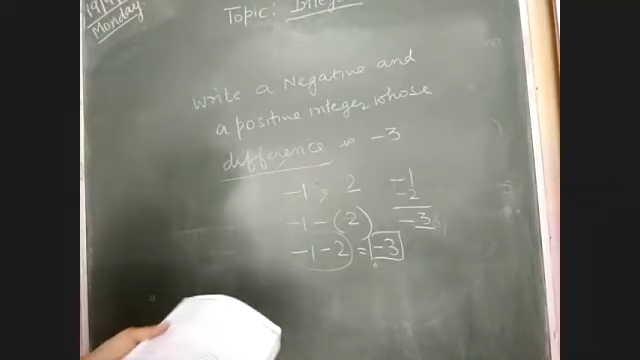 Monday
Topic:
Write a Negative and
a positive integer whose
difference is -3
-1, 2
-1 - (2)
-1 - 2 = -3
-1
-2
-3